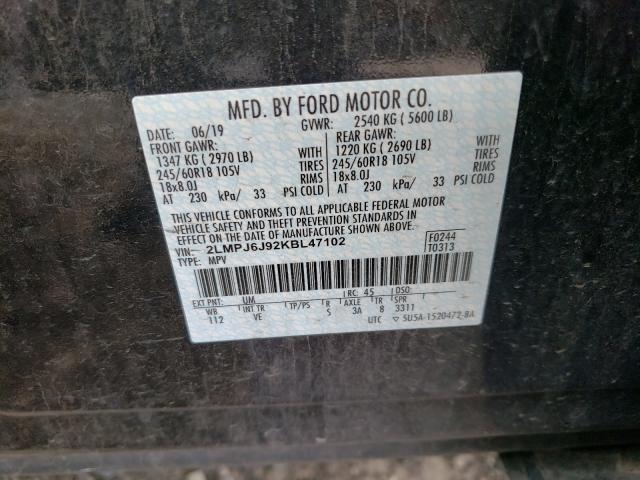 MFD. BY FORD MOTOR CO.
DATE: 06/19 GVWR: 2540 KG ( 5600 LB)
FRONT GAWR: WITH REAR GAWR: WITH
1347 KG ( 2970 LB) TIRES 1220 KG ( 2690 LB) TIRES
245/60R18 105V RIMS 245/60R18 105V RIMS
18x8.0J 18x8.0J
AT 230 kPa/ 33 PSI COLD AT 230 kPa/ 33 PSI COLD
THIS VEHICLE CONFORMS TO ALL APPLICABLE FEDERAL MOTOR
VEHICLE SAFETY AND THEFT PREVENTION STANDARDS IN
EFFECT ON THE DATE OF MANUFACTURE SHOWN ABOVE.
VIN: 2LMPJ6J92KBL47102 F0244
TYPE: MPV T0313
EXT PNT: UM RC: 45 DSO:
WB INT TR TP/PS R AXLE TR SPR
112 VE S 3A 8 3311
UTC ▽ 5U5A-1520472-BA